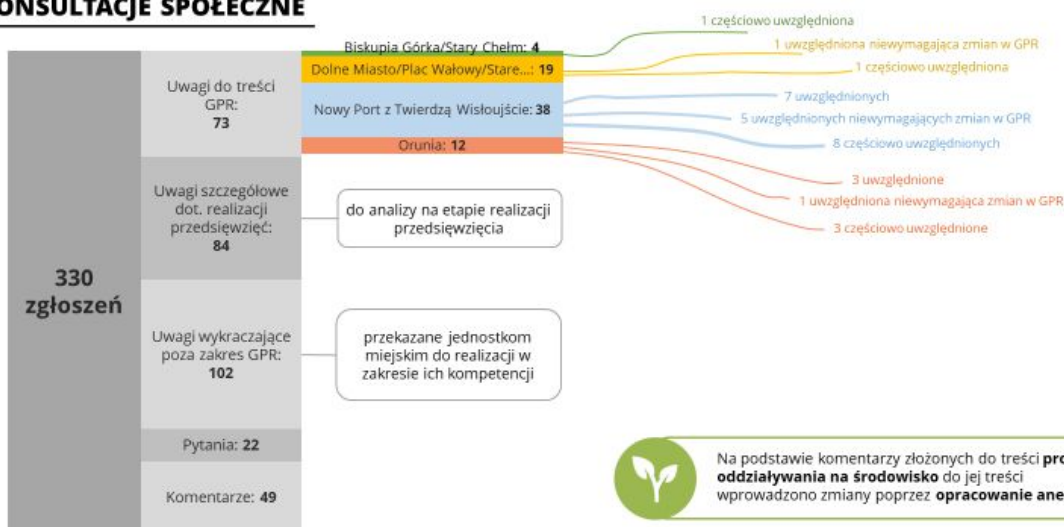 KONSULTACJE SPOŁECZNE
330
zgłoszeń
Uwagi do treści
GPR:
73
Uwagi szczegółowe
dot. realizacji
przedsięwzięć:
84
Uwagi wykraczające
poza zakres GPR:
102
Pytania: 22
Komentarze: 49
Biskupia Górka/Stary Chełm: 4
Dolne Miasto/Plac Wałowy/Stare...: 19
Nowy Port z Twierdzą Wisłoujście: 38
Orunia: 12
1 częściowo uwzględniona
1 uwzględniona niewymagająca zmian w GPR
1 częściowo uwzględniona
7 uwzględnionych
5 uwzględnionych niewymagających zmian w GPR
8 częściowo uwzględnionych
3 uwzględnione
1 uwzględniona niewymagająca zmian w GPR
3 częściowo uwzględnione
do analizy na etapie realizacji
przedsięwzięcia
przekazane jednostkom
miejskim do realizacji w
zakresie ich kompetencji
Na podstawie komentarzy złożonych do treści pro
oddziaływania na środowisko do jej treści
wprowadzono zmiany poprzez opracowanie ane